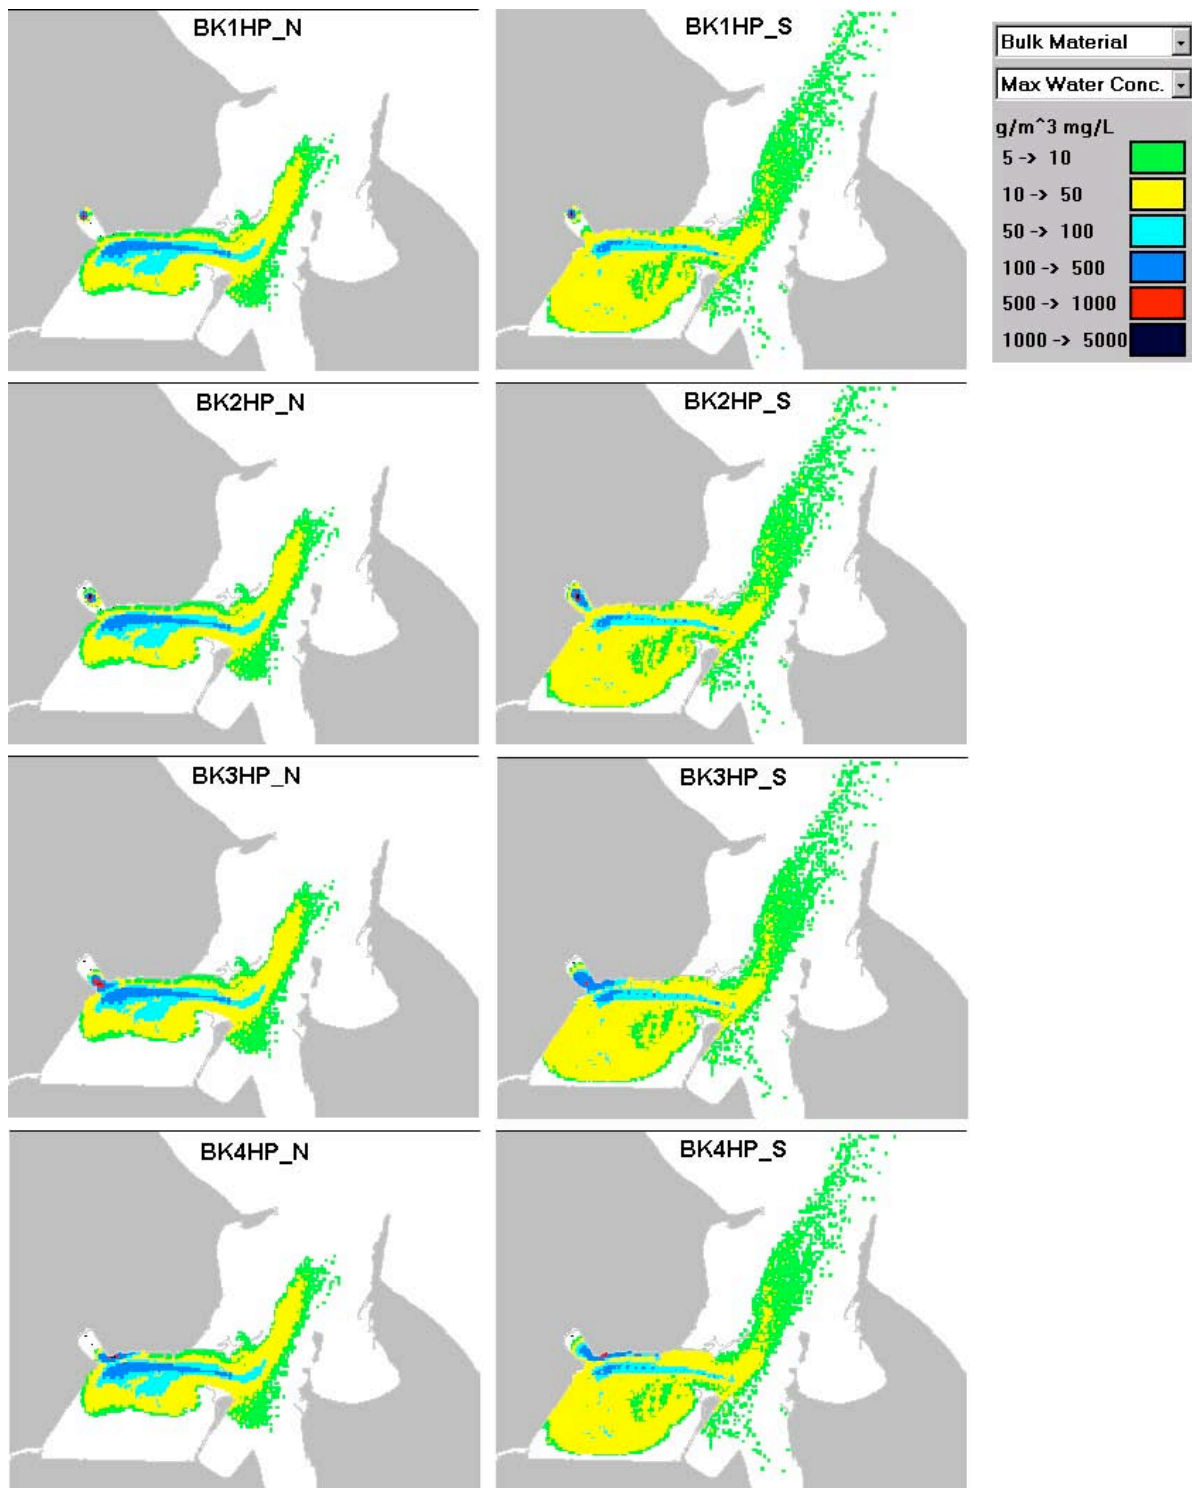 BK1HP_N
BK1HP_S
Bulk Material
Max Water Conc.
g/m^3 mg/L
5 -> 10
10 -> 50
50 -> 100
100 -> 500
500 -> 1000
1000 -> 5000
BK2HP_N
BK2HP_S
BK3HP_N
BK3HP_S
BK4HP_N
BK4HP_S